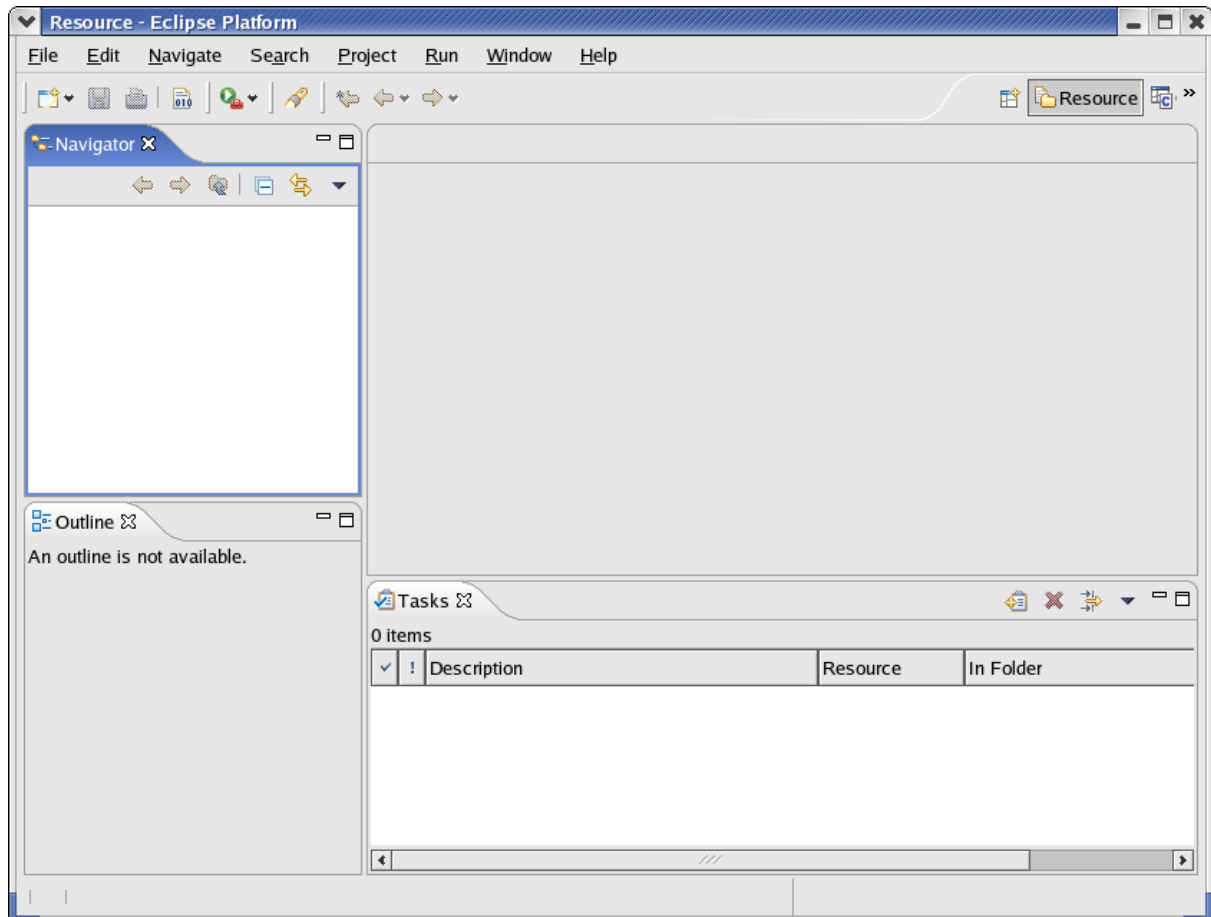 Resource - Eclipse Platform
File Edit Navigate Search Project Run Window Help
010
Resource
C
»
Navigator
Outline
An outline is not available.
Tasks
0 items
! Description Resource In Folder